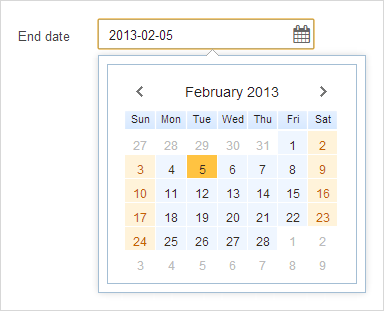 End date 2013-02-05
February 2013
Sun Mon Tue Wed Thu Fri Sat
27 28 29 30 31 1 2
3 4 5 6 7 8 9
10 11 12 13 14 15 16
17 18 19 20 21 22 23
24 25 26 27 28 1 2
3 4 5 6 7 8 9